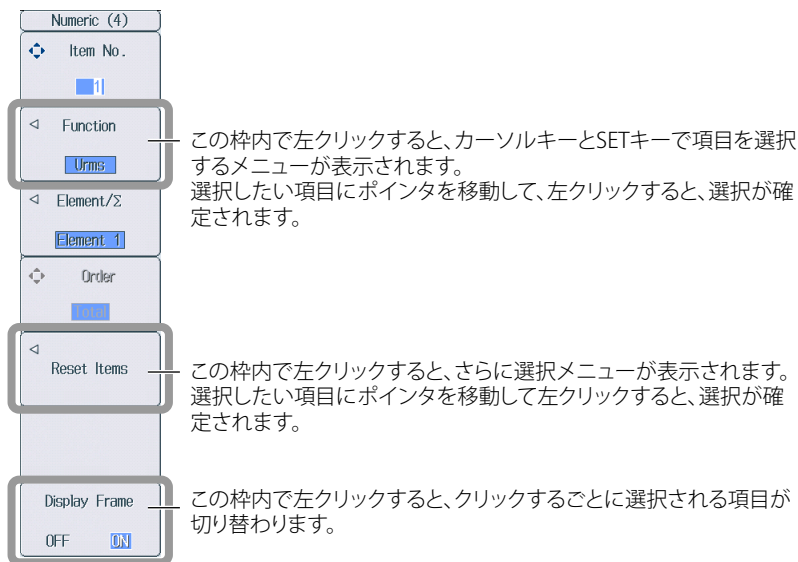 Numeric (4)
Item No.
1
Function
Urms
この枠内で左クリックすると、カーソルキーとSETキーで項目を選択
するメニューが表示されます。
選択したい項目にポインタを移動して、左クリックすると、選択が確
定されます。
Element/Σ
Element 1
Order
Total
Reset Items
この枠内で左クリックすると、さらに選択メニューが表示されます。
選択したい項目にポインタを移動して左クリックすると、選択が確
定されます。
Display Frame
OFF ON
この枠内で左クリックすると、クリックするごとに選択される項目が
切り替わります。